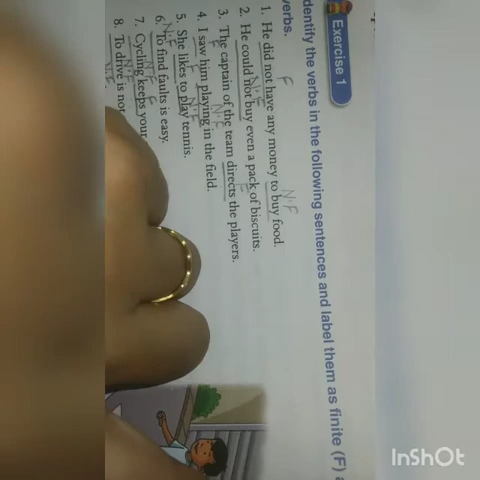 Exercise 1
dentify the verbs in the following sentences and label them as finite (F)
verbs.
F N.F
1. He did not have any money to buy food.
N.F
2. He could not buy even a pack of biscuits.
F
3. The captain of the team directs the players.
F N.F
4. I saw him playing in the field.
F N.F
5. She likes to play tennis.
N.F
6. To find faults is easy.
N.F F
7. Cycling keeps your
N.F
8. To drive is not
InShOt